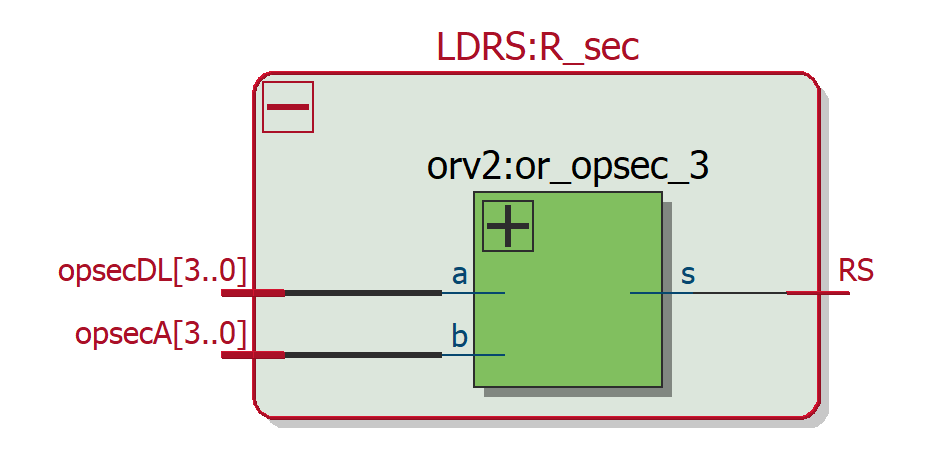 LDRS:R_sec
orv2:or_opsec_3
opsecDL[3..0]
a
s
RS
opsecA[3..0]
b